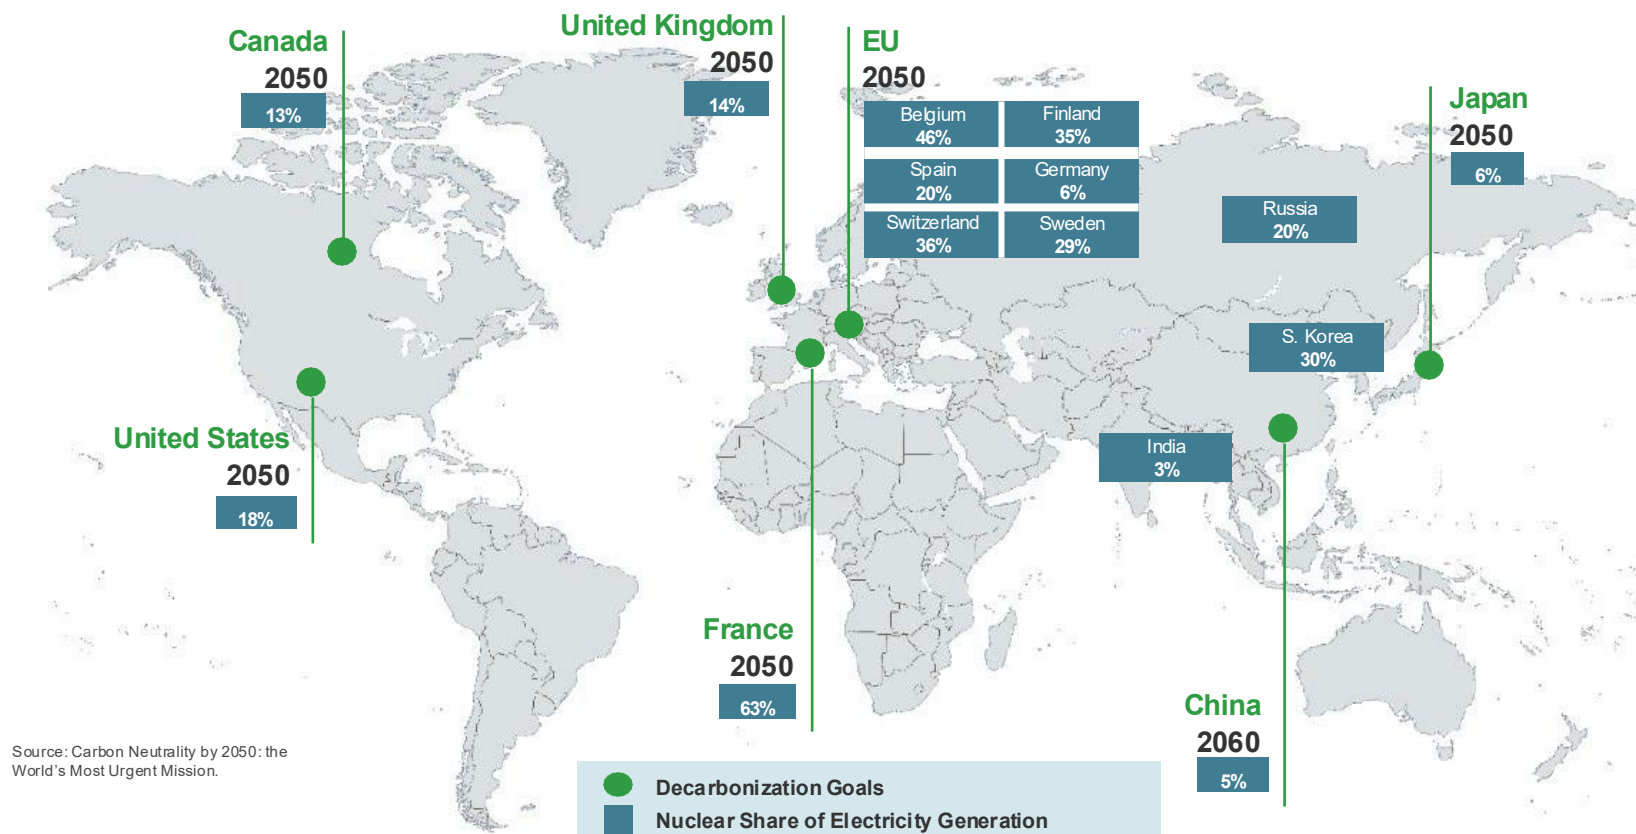 Canada
2050
13%
United Kingdom
2050
14%
EU
2050
Belgium
46%
Finland
35%
Spain
20%
Germany
6%
Switzerland
36%
Sweden
29%
Japan
2050
6%
Russia
20%
S. Korea
30%
India
3%
United States
2050
18%
France
2050
63%
China
2060
5%
Source: Carbon Neutrality by 2050: the
World's Most Urgent Mission.
Decarbonization Goals
Nuclear Share of Electricity Generation